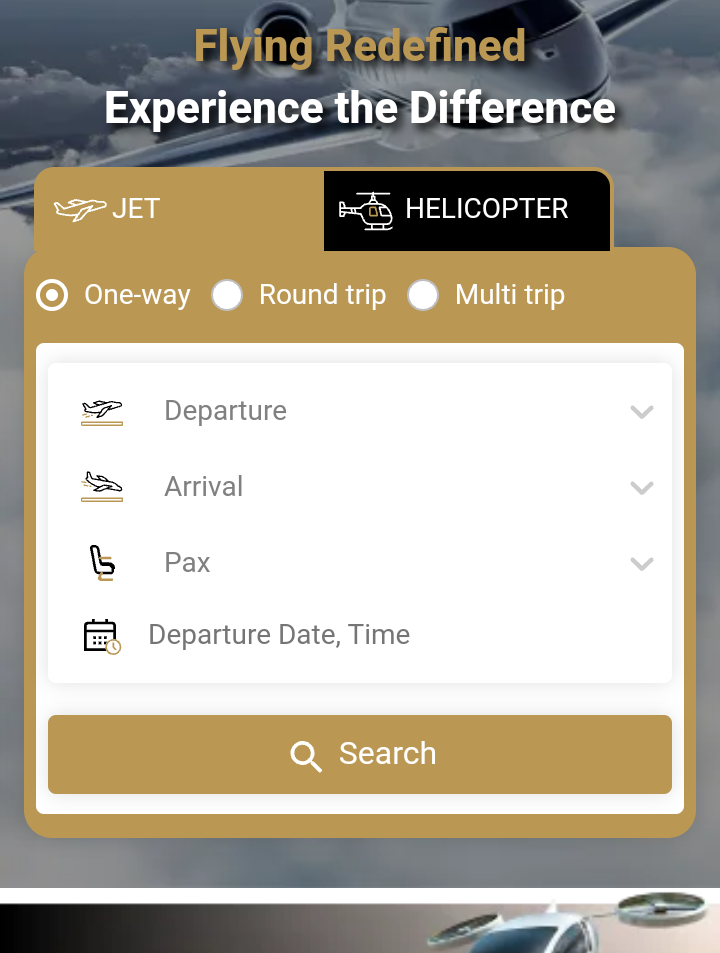 Flying Redefined
Experience the Difference
JET
HELICOPTER
One-way
Round trip
Multi trip
Departure
Arrival
Pax
Departure Date, Time
Search